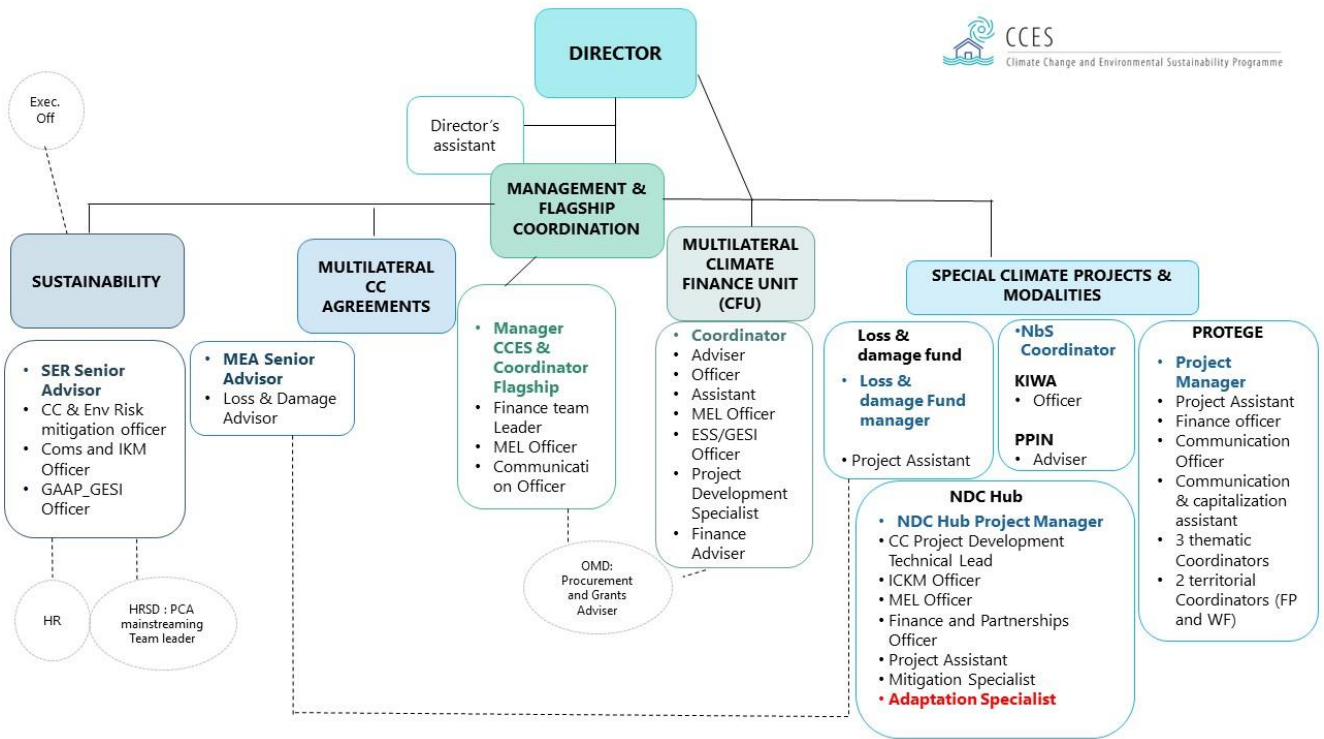 DIRECTOR
CCES
Climate Change and Environmental Sustainability Programme
Exec.
Off
Director's
assistant
MANAGEMENT &
FLAGSHIP
COORDINATION
SUSTAINABILITY
MULTILATERAL
CC
AGREEMENTS
MULTILATERAL
CLIMATE
FINANCE UNIT
(CFU)
SPECIAL CLIMATE PROJECTS &
MODALITIES
• SER Senior
Advisor
• CC & Env Risk
mitigation officer
• Coms and IKM
Officer
• GAAP_GESI
Officer
• MEA Senior
Advisor
• Loss & Damage
Advisor
• Manager
CCES &
Coordinator
Flagship
• Finance team
Leader
• MEL Officer
• Communicati
on Officer
• Coordinator
• Adviser
• Officer
• Assistant
• MEL Officer
• ESS/GESI
Officer
• Project
Development
Specialist
• Finance
Adviser
Loss &
damage fund
• Loss &
damage Fund
manager
• Project Assistant
•NbS
Coordinator
KIWA
• Officer
PPIN
• Adviser
PROTEGE
• Project
Manager
• Project Assistant
• Finance officer
• Communication
Officer
• Communication
& capitalization
assistant
• 3 thematic
Coordinators
• 2 territorial
Coordinators (FP
and WF)
NDC Hub
• NDC Hub Project Manager
• CC Project Development
Technical Lead
• ICKM Officer
• MEL Officer
• Finance and Partnerships
Officer
• Project Assistant
• Mitigation Specialist
• Adaptation Specialist
HR
HRSD : PCA
mainstreaming
Team leader
OMD:
Procurement
and Grants
Adviser